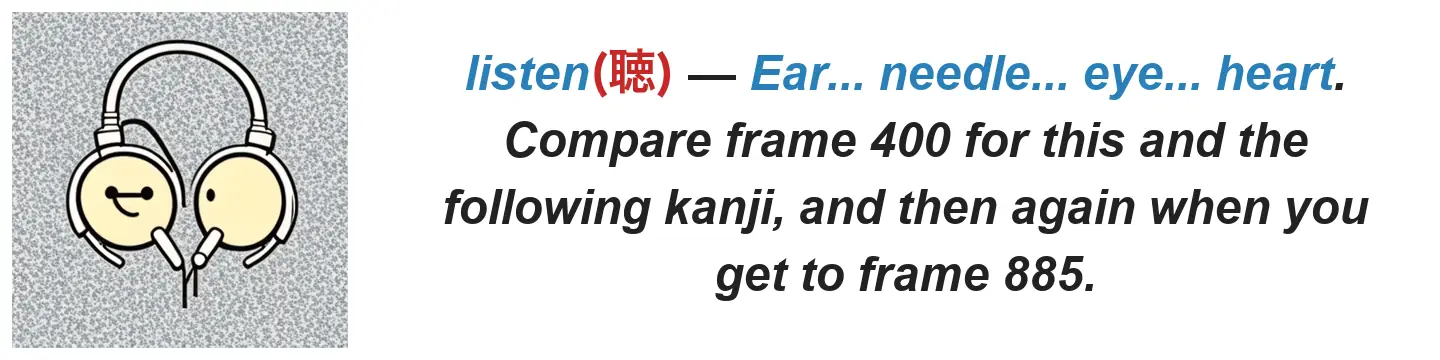 listen(聴) — Ear... needle... eye... heart.
Compare frame 400 for this and the
following kanji, and then again when you
get to frame 885.